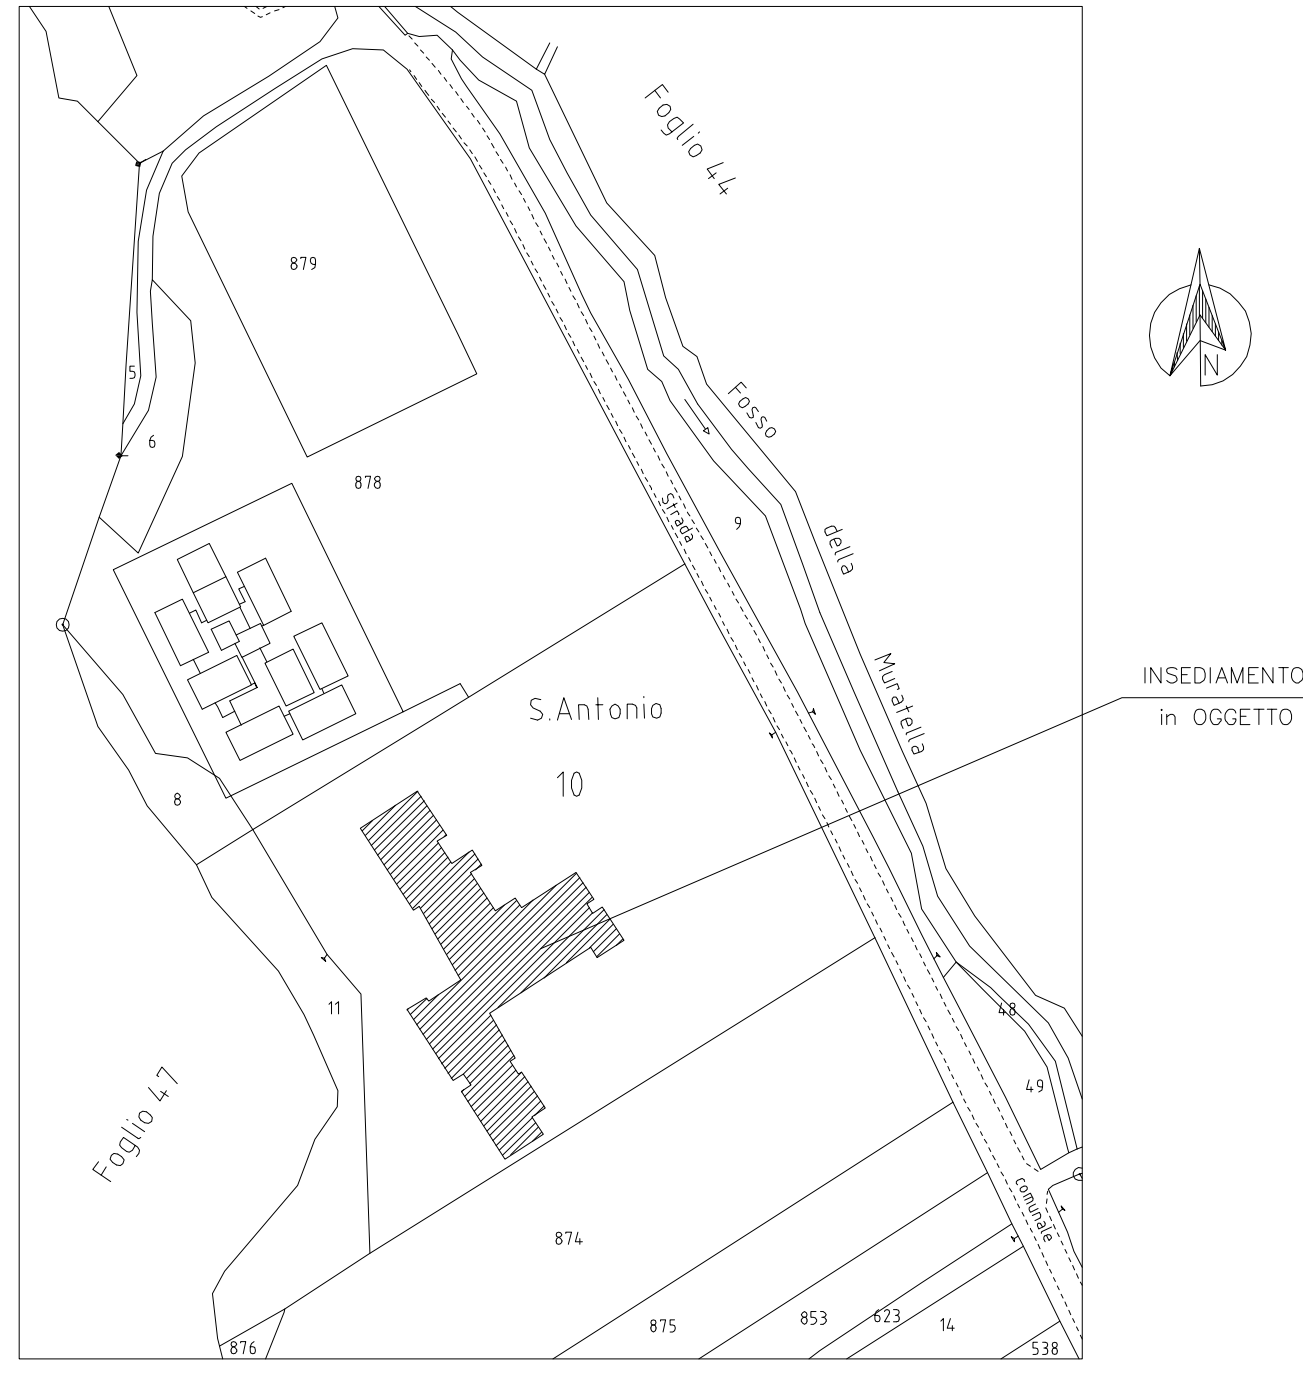 Foglio 44
879
N
5
Fosso
6
878
Strada
9
della
Muratella
INSEDIAMENTO
in OGGETTO
S.Antonio
10
8
11
48
49
Foglio 47
comunale
874
875
853
623
14
876
538